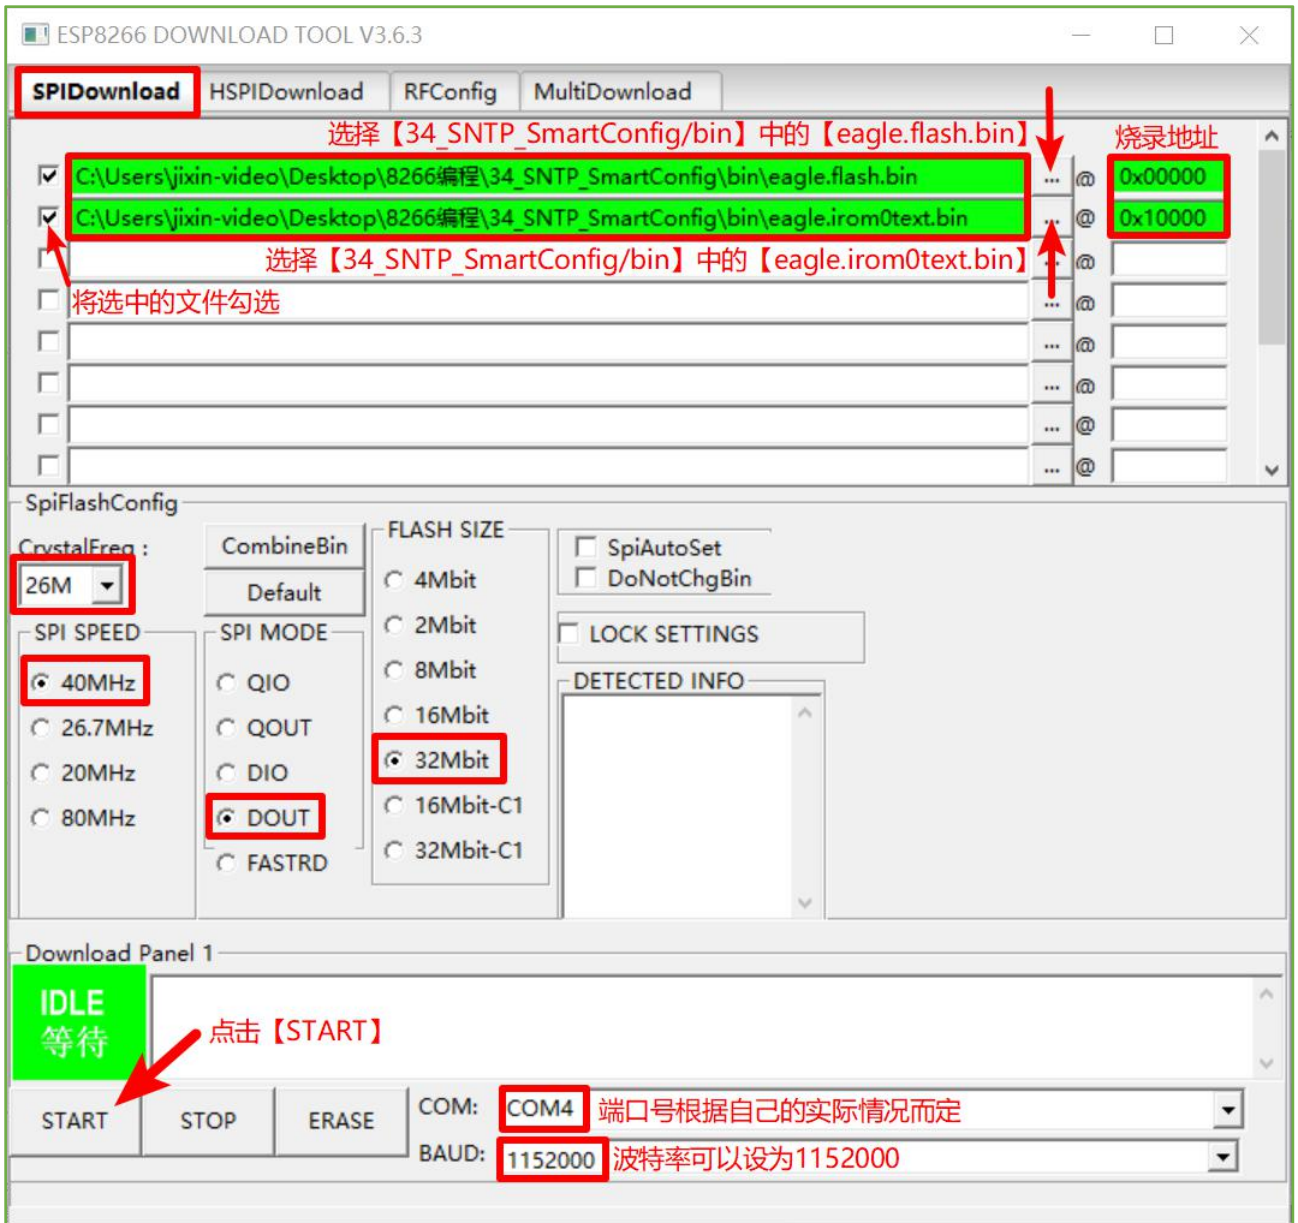 ESP8266 DOWNLOAD TOOL V3.6.3
SPIDownload HSPIDownload RFConfig MultiDownload
选择【34_SNTP_SmartConfig/bin】中的【eagle.flash.bin】 烧录地址
C:\Users\jixin-video\Desktop\8266编程\34_SNTP_SmartConfig\bin\eagle.flash.bin ... @ 0x00000
C:\Users\jixin-video\Desktop\8266编程\34_SNTP_SmartConfig\bin\eagle.irom0text.bin ... @ 0x10000
选择【34_SNTP_SmartConfig/bin】中的【eagle.irom0text.bin】 ... @
将选中的文件勾选 ... @
... @
... @
... @
... @
SpiFlashConfig
CrystalFreq :
26M
CombineBin
Default
SPI SPEED
40MHz
26.7MHz
20MHz
80MHz
SPI MODE
QIO
QOUT
DIO
DOUT
FASTRD
FLASH SIZE
4Mbit
2Mbit
8Mbit
16Mbit
32Mbit
16Mbit-C1
32Mbit-C1
SpiAutoSet
DoNotChgBin
LOCK SETTINGS
DETECTED INFO
Download Panel 1
IDLE
等待
点击【START】
START STOP ERASE
COM: COM4 端口号根据自己的实际情况而定
BAUD: 1152000 波特率可以设为1152000